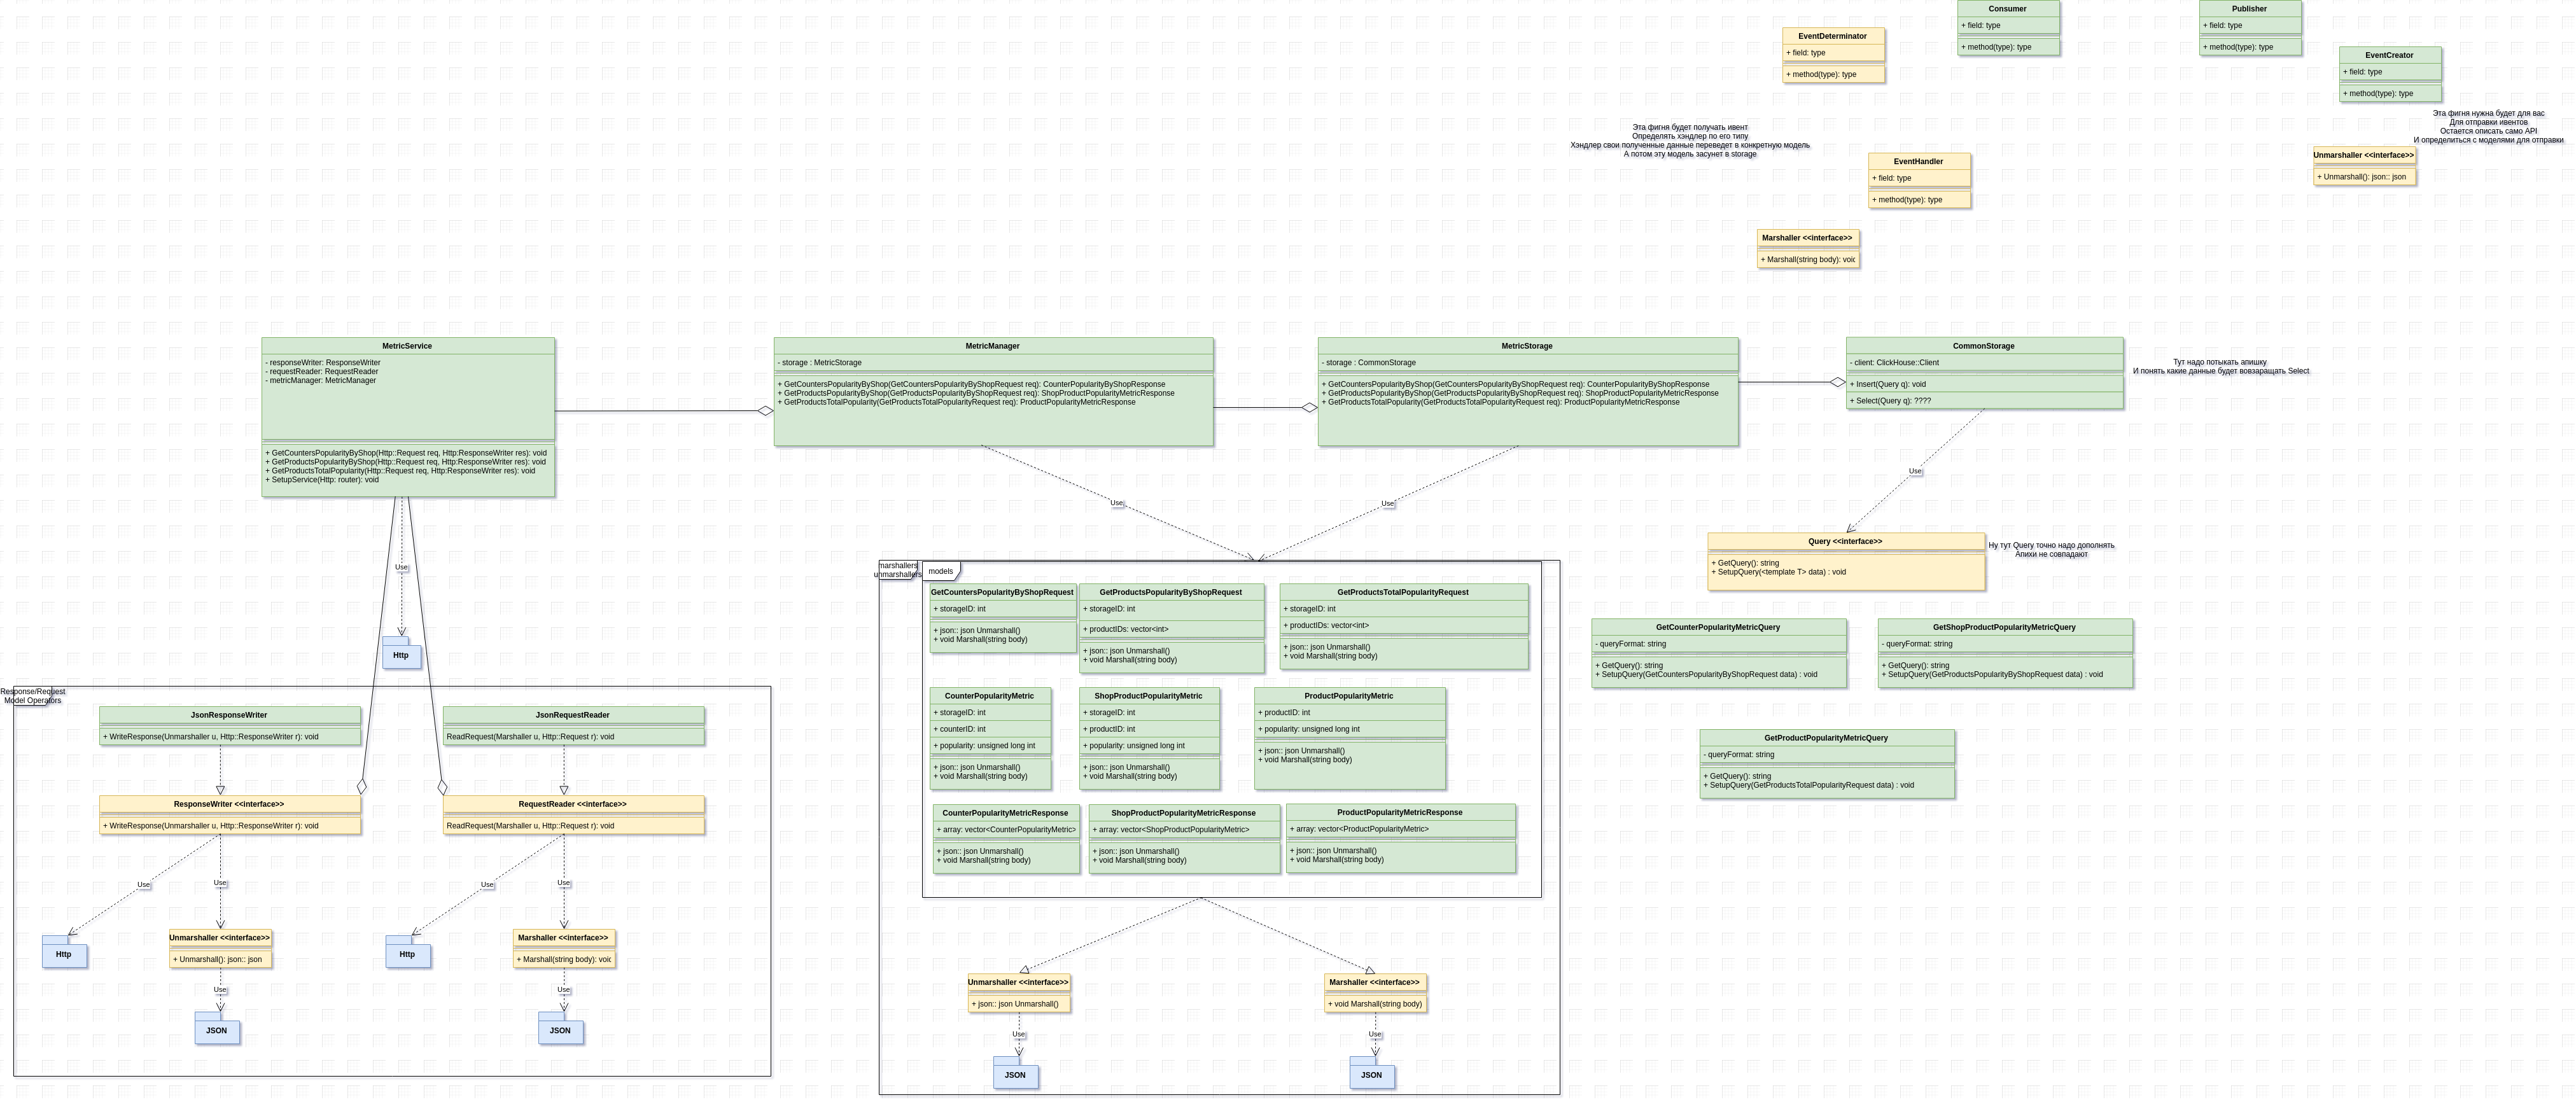 Consumer
+ field: type
+ method(type): type
Publisher
+ field: type
+ method(type): type
EventDeterminator
+ field: type
+ method(type): type
EventCreator
+ field: type
+ method(type): type
Эта фигня нужна будет для вас
Для отправки ивентов
Остается описать само API
И определиться с моделями для отправки
Эта фигня будет получать ивент
Определять хэндлер по его типу
Хэндлер свои полученные данные переведет в конкретную модель
А потом эту модель засунет в storage
EventHandler
+ field: type
+ method(type): type
Unmarshaller <<interface>>
+ Unmarshall(): json:: json
Marshaller <<interface>>
+ Marshall(string body): void
MetricService
- responseWriter: ResponseWriter
- requestReader: RequestReader
- metricManager: MetricManager
+ GetCountersPopularityByShop(Http::Request req, Http:ResponseWriter res): void
+ GetProductsPopularityByShop(Http::Request req, Http:ResponseWriter res): void
+ GetProductsTotalPopularity(Http::Request req, Http:ResponseWriter res): void
+ SetupService(Http: router): void
MetricManager
- storage : MetricStorage
+ GetCountersPopularityByShop(GetCountersPopularityByShopRequest req): CounterPopularityByShopResponse
+ GetProductsPopularityByShop(GetProductsPopularityByShopRequest req): ShopProductPopularityMetricResponse
+ GetProductsTotalPopularity(GetProductsTotalPopularityRequest req): ProductPopularityMetricResponse
MetricStorage
- storage : CommonStorage
+ GetCountersPopularityByShop(GetCountersPopularityByShopRequest req): CounterPopularityByShopResponse
+ GetProductsPopularityByShop(GetProductsPopularityByShopRequest req): ShopProductPopularityMetricResponse
+ GetProductsTotalPopularity(GetProductsTotalPopularityRequest req): ProductPopularityMetricResponse
CommonStorage
- client: ClickHouse::Client
+ Insert(Query q): void
+ Select(Query q): ????
Тут надо потыкать апишку
И понять какие данные будет вовзаращать Select
Use
Use
Use
Use
Query <<interface>>
+ GetQuery(): string
+ SetupQuery(<template T> data) : void
Ну тут Query точно надо дополнять
Апихи не совпадают
GetCounterPopularityMetricQuery
- queryFormat: string
+ GetQuery(): string
+ SetupQuery(GetCountersPopularityByShopRequest data) : void
GetShopProductPopularityMetricQuery
- queryFormat: string
+ GetQuery(): string
+ SetupQuery(GetProductsPopularityByShopRequest data) : void
GetProductPopularityMetricQuery
- queryFormat: string
+ GetQuery(): string
+ SetupQuery(GetProductsTotalPopularityRequest data) : void
marshallers
unmarshallers
models
GetCountersPopularityByShopRequest
+ storageID: int
+ json:: json Unmarshall()
+ void Marshall(string body)
GetProductsPopularityByShopRequest
+ storageID: int
+ productIDs: vector<int>
+ json:: json Unmarshall()
+ void Marshall(string body)
GetProductsTotalPopularityRequest
+ storageID: int
+ productIDs: vector<int>
+ json:: json Unmarshall()
+ void Marshall(string body)
CounterPopularityMetric
+ storageID: int
+ counterID: int
+ popularity: unsigned long int
+ json:: json Unmarshall()
+ void Marshall(string body)
ShopProductPopularityMetric
+ storageID: int
+ productID: int
+ popularity: unsigned long int
+ json:: json Unmarshall()
+ void Marshall(string body)
ProductPopularityMetric
+ productID: int
+ popularity: unsigned long int
+ json:: json Unmarshall()
+ void Marshall(string body)
CounterPopularityMetricResponse
+ array: vector<CounterPopularityMetric>
+ json:: json Unmarshall()
+ void Marshall(string body)
ShopProductPopularityMetricResponse
+ array: vector<ShopProductPopularityMetric>
+ json:: json Unmarshall()
+ void Marshall(string body)
ProductPopularityMetricResponse
+ array: vector<ProductPopularityMetric>
+ json:: json Unmarshall()
+ void Marshall(string body)
Unmarshaller <<interface>>
+ json:: json Unmarshall()
Marshaller <<interface>>
+ void Marshall(string body)
Use
Use
JSON
JSON
Http
Response/Request
Model Operators
JsonResponseWriter
+ WriteResponse(Unmarshaller u, Http::ResponseWriter r): void
JsonRequestReader
ReadRequest(Marshaller u, Http::Request r): void
ResponseWriter <<interface>>
+ WriteResponse(Unmarshaller u, Http::ResponseWriter r): void
RequestReader <<interface>>
ReadRequest(Marshaller u, Http::Request r): void
Use
Use
Use
Use
Http
Unmarshaller <<interface>>
+ Unmarshall(): json:: json
Http
Marshaller <<interface>>
+ Marshall(string body): void
Use
Use
JSON
JSON